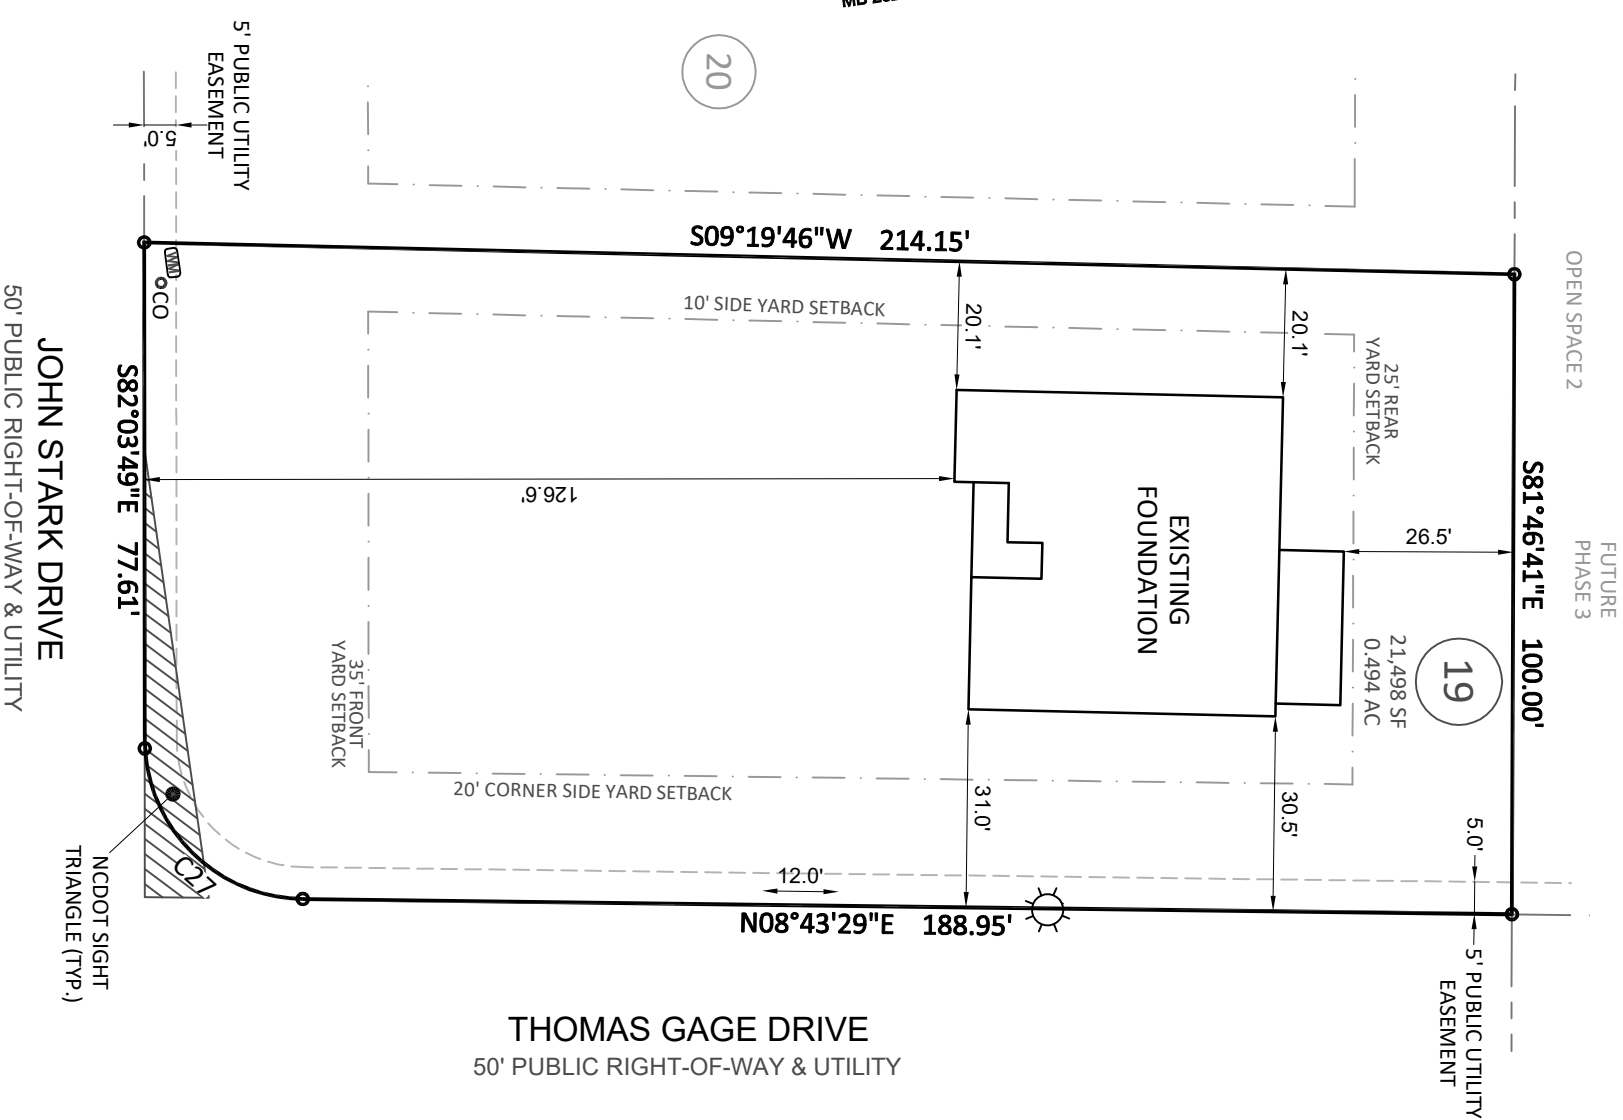 20
5' PUBLIC UTILITY
EASEMENT
5.0'
S09°19'46"W 214.15'
OPEN SPACE 2
WM
CO
10' SIDE YARD SETBACK
20.1'
20.1'
25' REAR
YARD SETBACK
JOHN STARK DRIVE
50' PUBLIC RIGHT-OF-WAY & UTILITY
S82°03'49"E 77.61'
126.6'
EXISTING
FOUNDATION
26.5'
S81°46'41"E 100.00'
FUTURE
PHASE 3
19
21,498 SF
0.494 AC
35' FRONT
YARD SETBACK
20' CORNER SIDE YARD SETBACK
31.0'
30.5'
5.0'
C27
12.0'
N08°43'29"E 188.95'
NCDOT SIGHT
TRIANGLE (TYP.)
5' PUBLIC UTILITY
EASEMENT
THOMAS GAGE DRIVE
50' PUBLIC RIGHT-OF-WAY & UTILITY